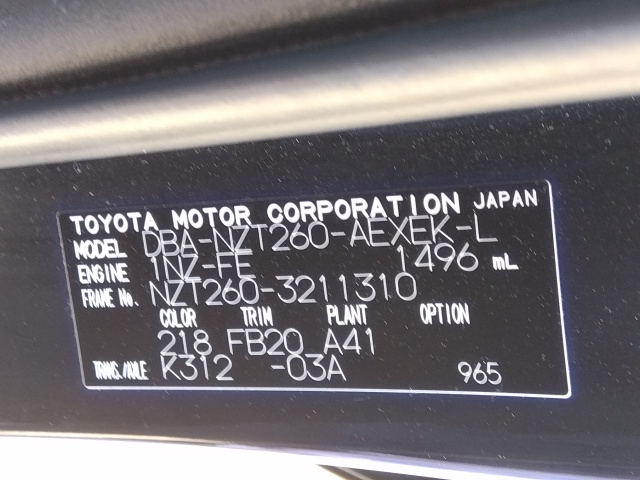 TOYOTA MOTOR CORPORATION JAPAN
MODEL DBA-NZT260-AEXEK-L
ENGINE 1NZ-FE 1496 mL
FRAME No. NZT260-3211310
COLOR TRIM PLANT OPTION
218 FB20 A41
TRANS./AXLE K312 -03A 965